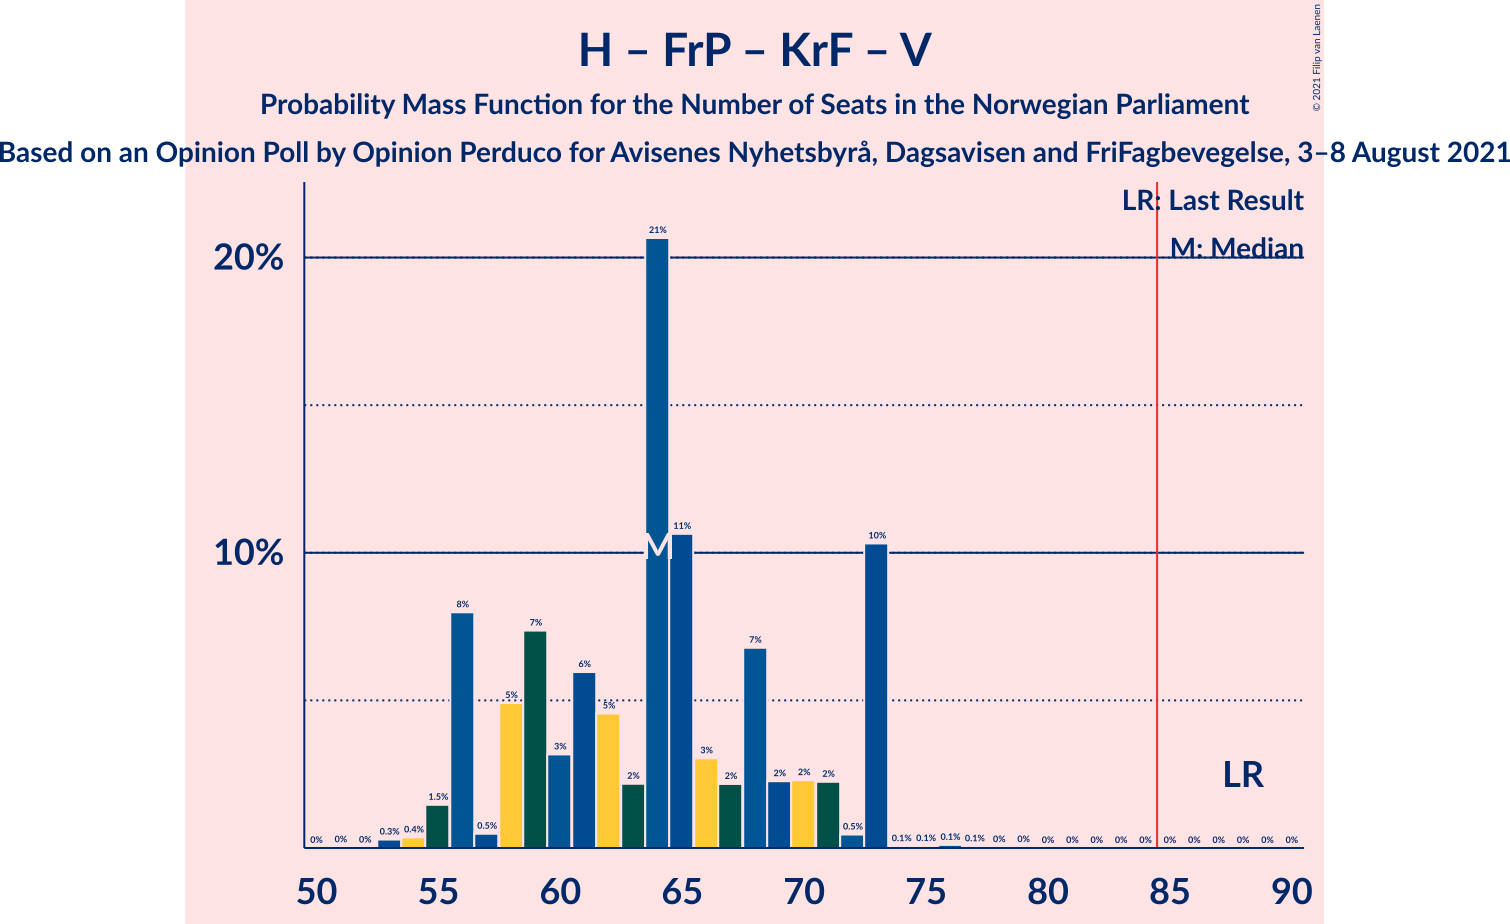 H – FrP – KrF – V
Probability Mass Function for the Number of Seats in the Norwegian Parliament
Based on an Opinion Poll by Opinion Perduco for Avisenes Nyhetsbyrå, Dagsavisen and FriFagbevegelse, 3–8 August 2021
© 2021 Filip van Laenen
LR: Last Result
M: Median
20%
10%
0% 0% 0% 0.3% 0.4% 1.5% 8% 0.5% 5% 7% 3% 6% 5% 2% 21% 11% 3% 2% 7% 2% 2% 2% 0.5% 10% 0.1% 0.1% 0.1% 0.1% 0% 0% 0% 0% 0% 0% 0% 0% 0% 0% 0% 0% 0%
M
LR
50 55 60 65 70 75 80 85 90